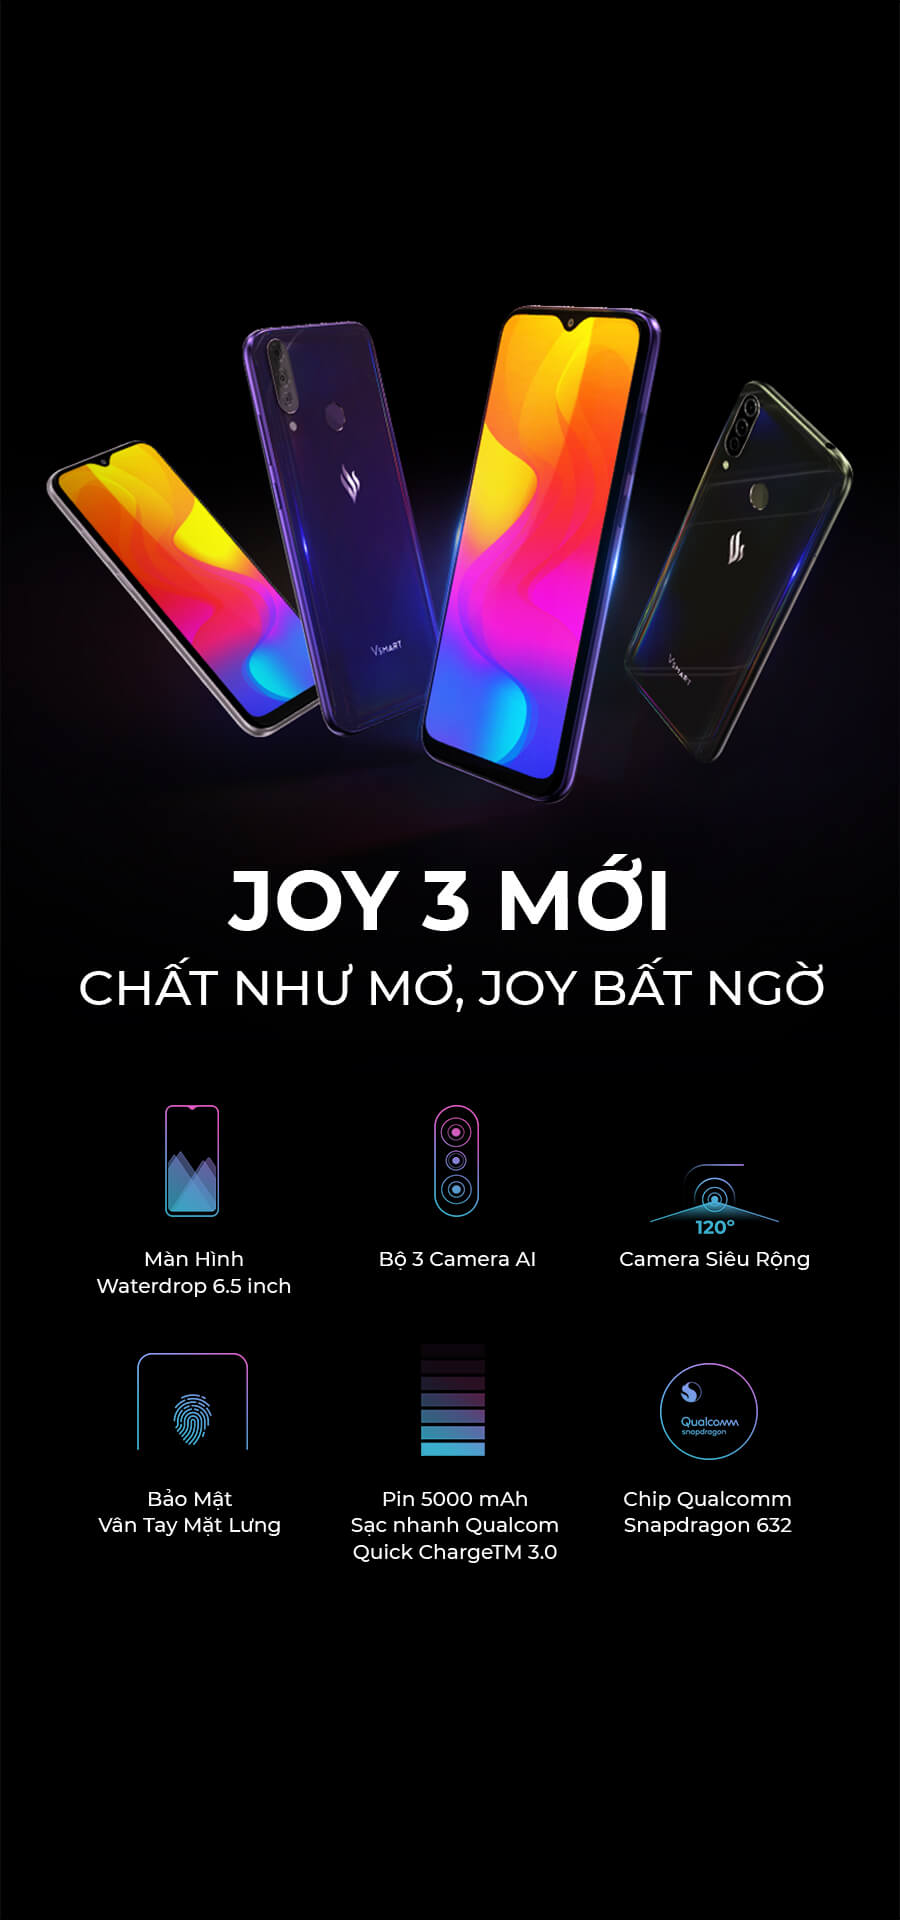 VSMART
VSMART
JOY 3 MỚI
CHẤT NHƯ MƠ, JOY BẤT NGỜ
120°
Màn Hình
Waterdrop 6.5 inch
Bộ 3 Camera AI
Camera Siêu Rộng
Qualcomm
snapdragon
Bảo Mật
Vân Tay Mặt Lưng
Pin 5000 mAh
Sạc nhanh Qualcom
Quick ChargeTM 3.0
Chip Qualcomm
Snapdragon 632